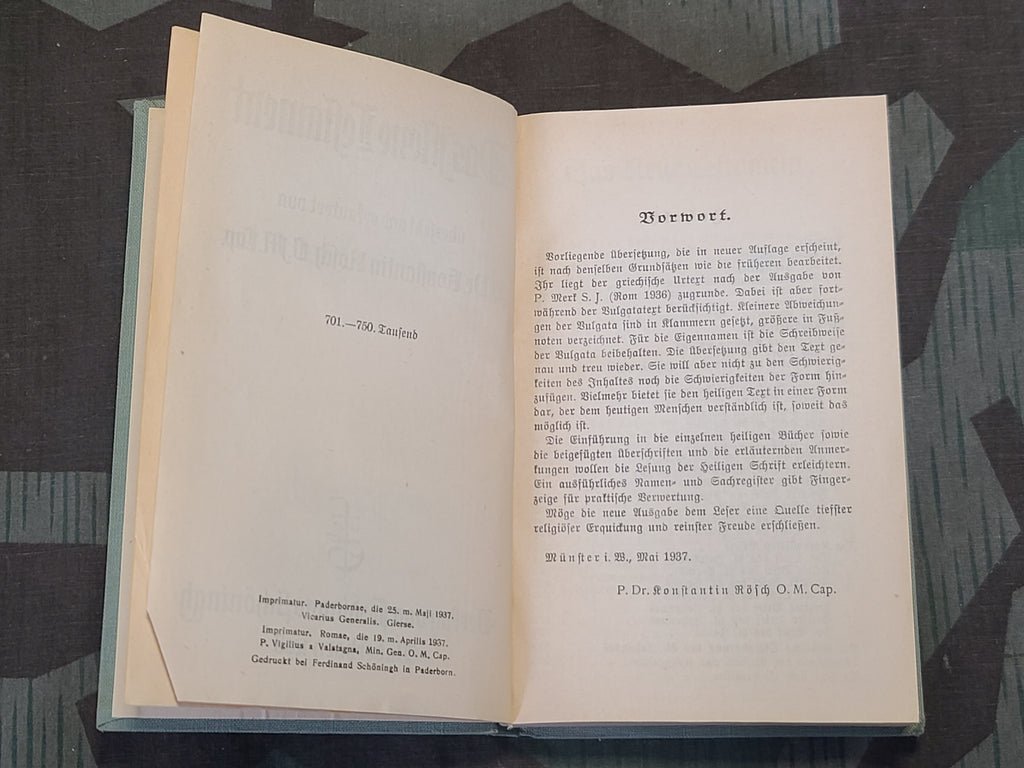 701.—750. Tausend
Imprimatur. Paderbornae, die 25. m. Maji 1937.
Vicarius Generalis. Gierse.
Imprimatur. Romae, die 19. m. Aprilis 1937.
P. Vigilius a Valstagna, Min. Gen. O. M. Cap.
Gedruckt bei Ferdinand Schöningh in Paderborn.
Vorwort.
Vorliegende Übersetzung, die in neuer Auflage erscheint,
ist nach denselben Grundsätzen wie die früheren bearbeitet.
Ihr liegt der griechische Urtext nach der Ausgabe von
P. Merk S. J. (Rom 1936) zugrunde. Dabei ist aber fort-
während der Vulgatatext berücksichtigt. Kleinere Abweichun-
gen der Vulgata sind in Klammern gesetzt, größere in Fuß-
noten verzeichnet. Für die Eigennamen ist die Schreibweise
der Vulgata beibehalten. Die Übersetzung gibt den Text ge-
nau und treu wieder. Sie will aber nicht zu den Schwierig-
keiten des Inhaltes noch die Schwierigkeiten der Form hin-
zufügen. Vielmehr bietet sie den heiligen Text in einer Form
dar, der dem heutigen Menschen verständlich ist, soweit das
möglich ist.
Die Einführung in die einzelnen heiligen Bücher sowie
die beigefügten Überschriften und die erläuternden Anmer-
kungen wollen die Lesung der Heiligen Schrift erleichtern.
Ein ausführliches Namen- und Sachregister gibt Finger-
zeige für praktische Verwertung.
Möge die neue Ausgabe dem Leser eine Quelle tiefster
religiöser Erquickung und reinster Freude erschließen.
Münster i. W., Mai 1937.
P. Dr. Konstantin Rösch O. M. Cap.